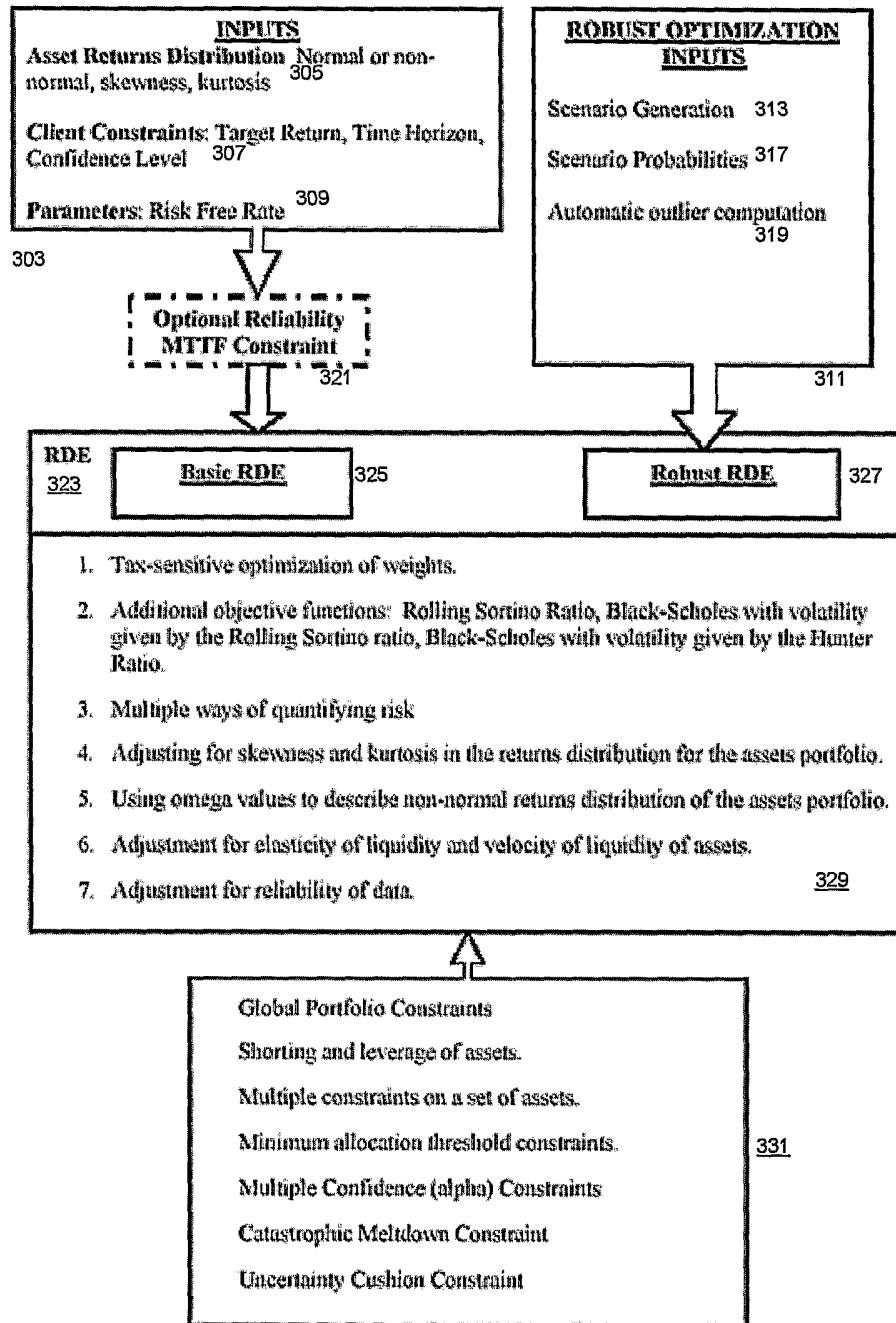 INPUTS
Asset Returns Distribution Normal or non-
normal, skewness, kurtosis 305
Client Constraints: Target Return, Time Horizon,
Confidence Level 307
Parameters: Risk Free Rate 309
303
ROBUST OPTIMIZATION
INPUTS
Scenario Generation 313
Scenario Probabilities 317
Automatic outlier computation
319
311
Optional Reliability
MTTF Constraint
321
RDE
323
Basic RDE 325
Robust RDE 327
1. Tax-sensitive optimization of weights.
2. Additional objective functions: Rolling Sortino Ratio, Black-Scholes with volatility
given by the Rolling Sortino ratio, Black-Scholes with volatility given by the Hunter
Ratio.
3. Multiple ways of quantifying risk
4. Adjusting for skewness and kurtosis in the returns distribution for the assets portfolio.
5. Using omega values to describe non-normal returns distribution of the assets portfolio.
6. Adjustment for elasticity of liquidity and velocity of liquidity of assets.
7. Adjustment for reliability of data.
329
Global Portfolio Constraints
Shorting and leverage of assets.
Multiple constraints on a set of assets.
Minimum allocation threshold constraints.
Multiple Confidence (alpha) Constraints
Catastrophic Meltdown Constraint
Uncertainty Cushion Constraint
331